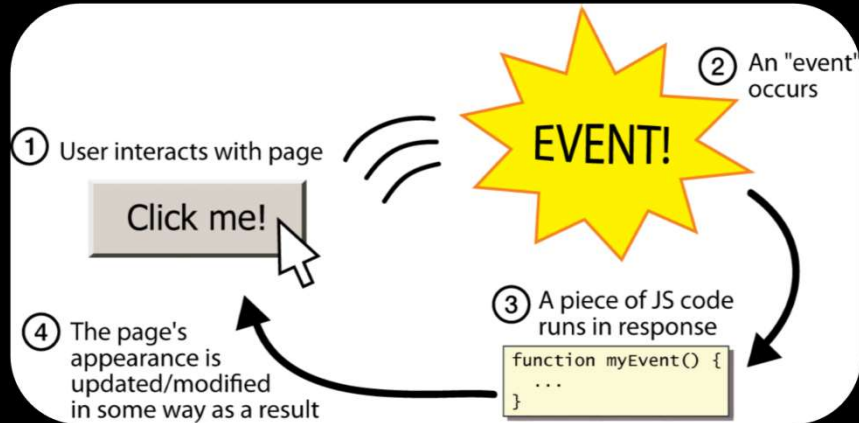 1 User interacts with page
Click me!
EVENT!
2 An "event"
occurs
3 A piece of JS code
runs in response
function myEvent() {
...
}
4 The page's
appearance is
updated/modified
in some way as a result